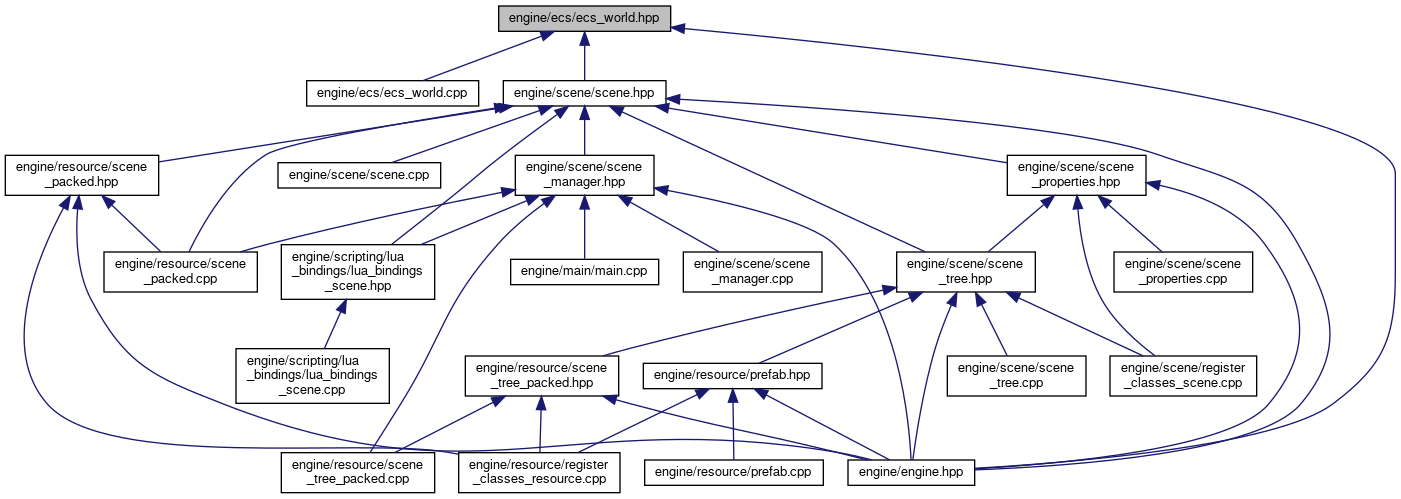 engine/ecs/ecs_world.hpp
engine/ecs/ecs_world.cpp
engine/scene/scene.hpp
engine/resource/scene
_packed.hpp
engine/scene/scene.cpp
engine/scene/scene
_manager.hpp
engine/scene/scene
_properties.hpp
engine/resource/scene
_packed.cpp
engine/scripting/lua
_bindings/lua_bindings
_scene.hpp
engine/main/main.cpp
engine/scene/scene
_manager.cpp
engine/scene/scene
_tree.hpp
engine/scene/scene
_properties.cpp
engine/scripting/lua
_bindings/lua_bindings
_scene.cpp
engine/resource/scene
_tree_packed.hpp
engine/resource/prefab.hpp
engine/scene/scene
_tree.cpp
engine/scene/register
_classes_scene.cpp
engine/resource/scene
_tree_packed.cpp
engine/resource/register
_classes_resource.cpp
engine/resource/prefab.cpp
engine/engine.hpp